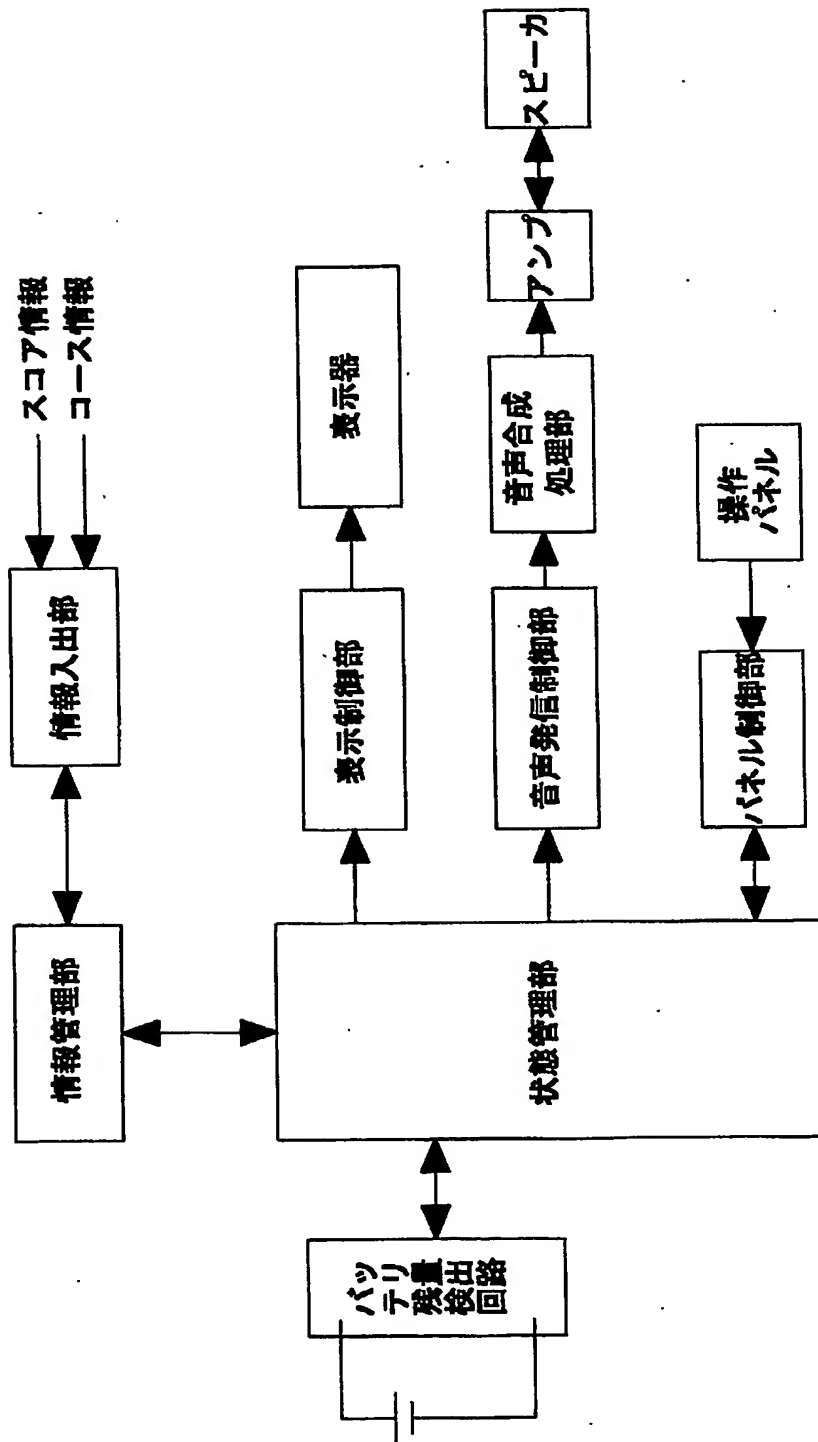 バッ
テリ
残量
検出
回路
状態管理部
情報管理部
パネル制御部
音声発信制御部
表示制御部
情報入出部
操作
パネル
音声合成
処理部
表示器
スコア情報
コース情報
アンプ
スピーカ